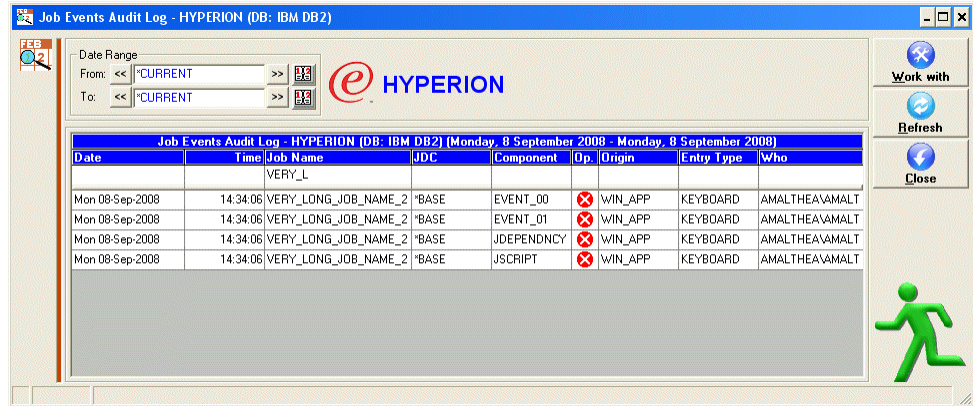 Job Events Audit Log - HYPERION (DB: IBM DB2)
FEB
2
Date Range
From: << *CURRENT >>
To: << *CURRENT >>
e HYPERION
Work with
Refresh
Close
Job Events Audit Log - HYPERION (DB: IBM DB2) (Monday, 8 September 2008 - Monday, 8 September 2008)
Date Time Job Name JDC Component Op. Origin Entry Type Who
VERY_L
Mon 08-Sep-2008 14:34:06 VERY_LONG_JOB_NAME_2 *BASE EVENT_00 WIN_APP KEYBOARD AMALTHEA\AMALT
Mon 08-Sep-2008 14:34:06 VERY_LONG_JOB_NAME_2 *BASE EVENT_01 WIN_APP KEYBOARD AMALTHEA\AMALT
Mon 08-Sep-2008 14:34:06 VERY_LONG_JOB_NAME_2 *BASE JDEPENDNCY WIN_APP KEYBOARD AMALTHEA\AMALT
Mon 08-Sep-2008 14:34:06 VERY_LONG_JOB_NAME_2 *BASE JSCRIPT WIN_APP KEYBOARD AMALTHEA\AMALT